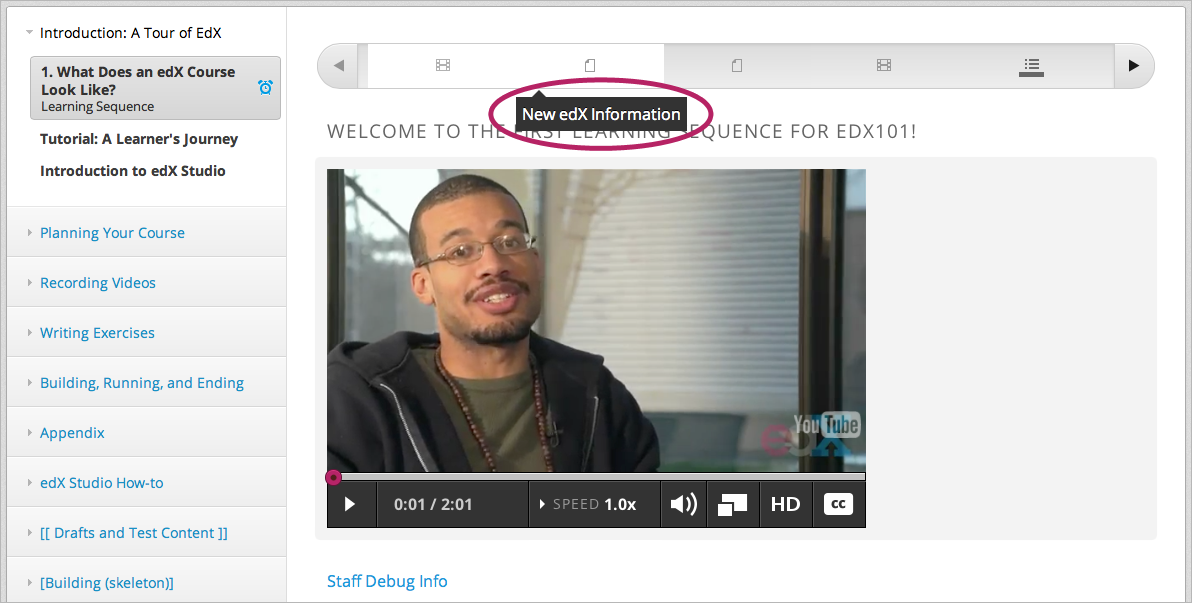 Introduction: A Tour of EdX
1. What Does an edX Course
Look Like?
Learning Sequence
Tutorial: A Learner's Journey
Introduction to edX Studio
Planning Your Course
Recording Videos
Writing Exercises
Building, Running, and Ending
Appendix
edX Studio How-to
[[ Drafts and Test Content ]]
[Building (skeleton)]
New edX Information
WELCOME TO THE FIRST LEARNING SEQUENCE FOR EDX101!
YouTube
edX
0:01 / 2:01
SPEED 1.0x
HD
cc
Staff Debug Info